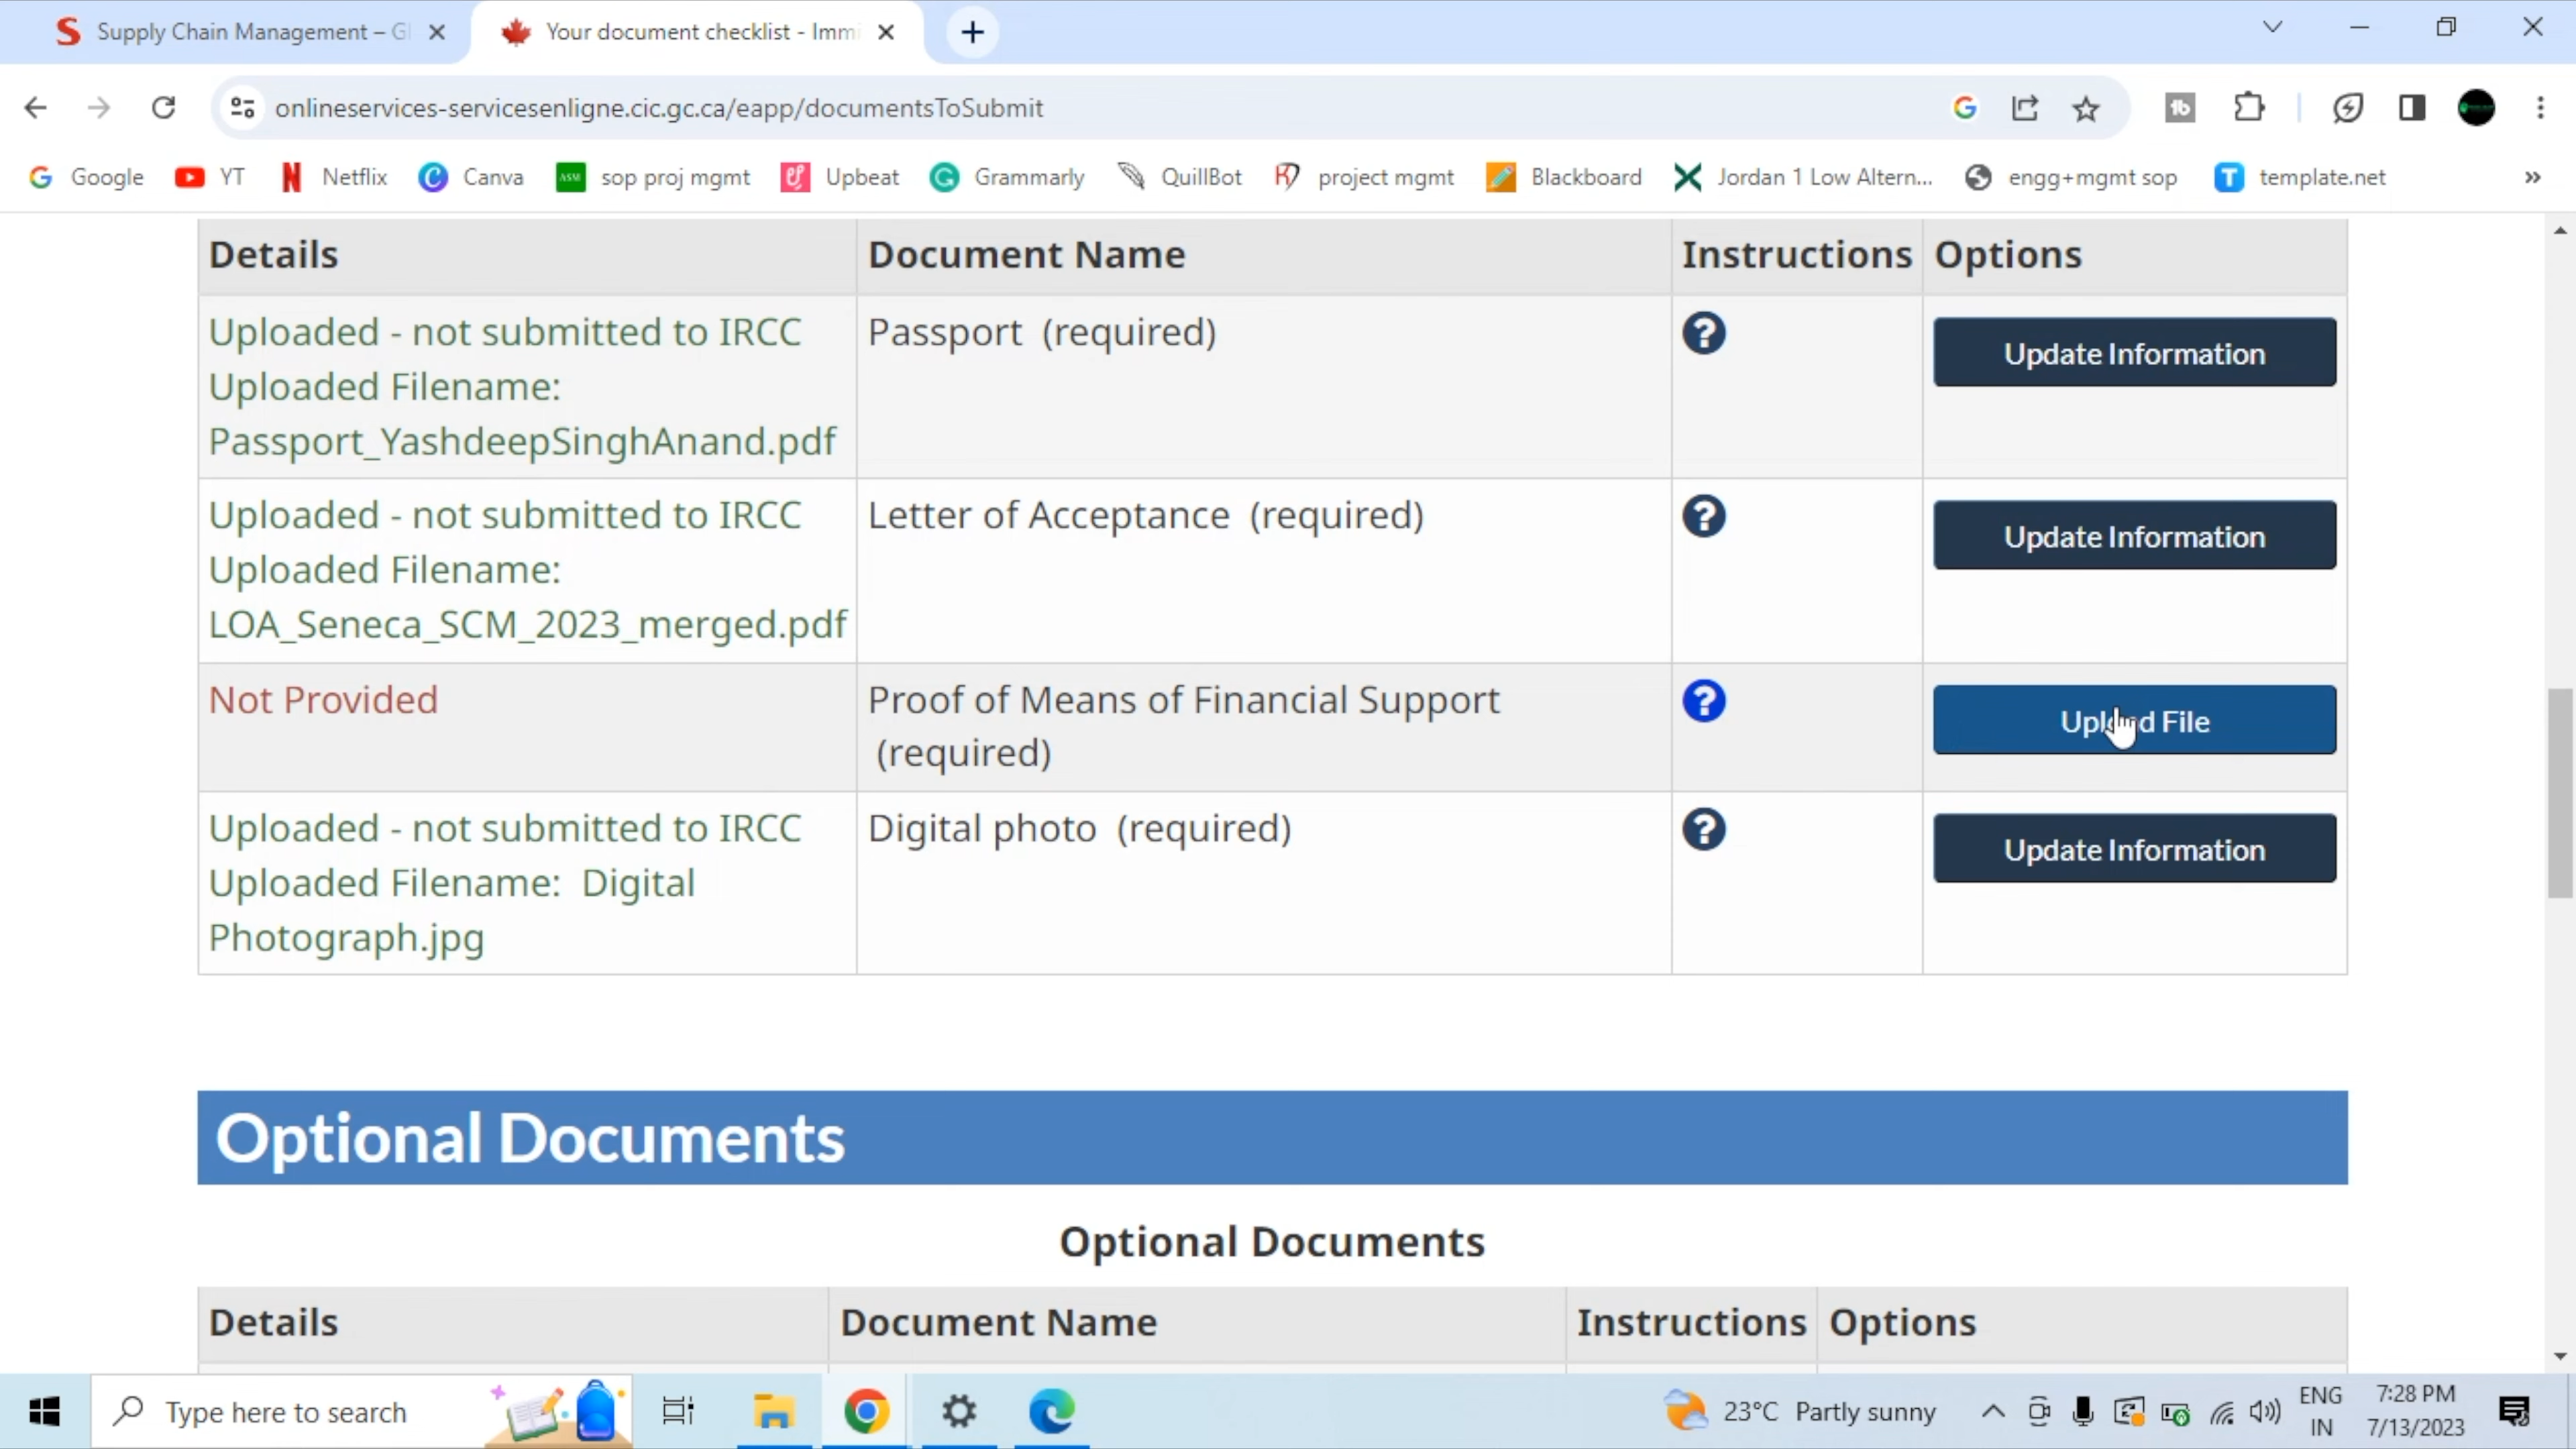 Supply Chain Management – Gl
Your document checklist - Immi
onlineservices-servicesenligne.cic.gc.ca/eapp/documentsToSubmit
Google YT Netflix Canva sop proj mgmt Upbeat Grammarly QuillBot project mgmt Blackboard Jordan 1 Low Altern... engg+mgmt sop template.net »
Details Document Name Instructions Options
Uploaded - not submitted to IRCC Passport (required) ? Update Information
Uploaded Filename:
Passport_YashdeepSinghAnand.pdf
Uploaded - not submitted to IRCC Letter of Acceptance (required) ? Update Information
Uploaded Filename:
LOA_Seneca_SCM_2023_merged.pdf
Not Provided Proof of Means of Financial Support ? Upload File
(required)
Uploaded - not submitted to IRCC Digital photo (required) ? Update Information
Uploaded Filename: Digital
Photograph.jpg
Optional Documents
Optional Documents
Details Document Name Instructions Options
Type here to search
23°C Partly sunny
ENG
IN
7:28 PM
7/13/2023